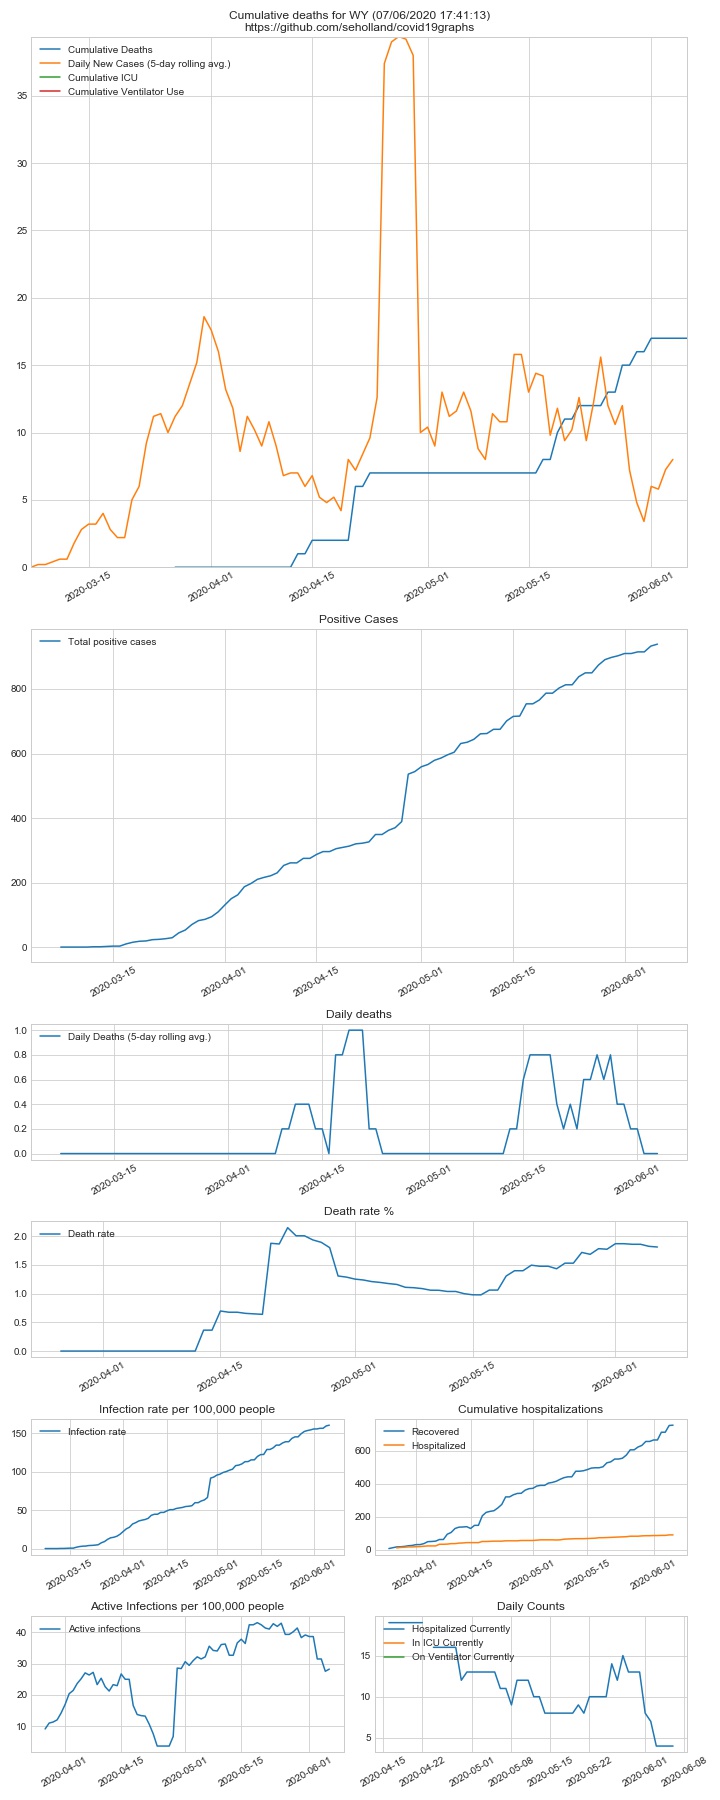 Cumulative deaths for WY (07/06/2020 17:41:13)
https://github.com/seholland/covid19graphs
Cumulative Deaths
Daily New Cases (5-day rolling avg.)
Cumulative ICU
Cumulative Ventilator Use
35
30
25
20
15
10
5
0
2020-03-15 2020-04-01 2020-04-15 2020-05-01 2020-05-15 2020-06-01
Positive Cases
Total positive cases
800
600
400
200
0
2020-03-15 2020-04-01 2020-04-15 2020-05-01 2020-05-15 2020-06-01
Daily deaths
Daily Deaths (5-day rolling avg.)
1.0
0.8
0.6
0.4
0.2
0.0
2020-03-15 2020-04-01 2020-04-15 2020-05-01 2020-05-15 2020-06-01
Death rate %
Death rate
2.0
1.5
1.0
0.5
0.0
2020-04-01 2020-04-15 2020-05-01 2020-05-15 2020-06-01
Infection rate per 100,000 people
Infection rate
150
100
50
0
2020-03-15 2020-04-01 2020-04-15 2020-05-01 2020-05-15 2020-06-01
Cumulative hospitalizations
Recovered
Hospitalized
600
400
200
0
2020-04-01 2020-04-15 2020-05-01 2020-05-15 2020-06-01
Active Infections per 100,000 people
Active infections
40
30
20
10
2020-04-01 2020-04-15 2020-05-01 2020-05-15 2020-06-01
Daily Counts
Hospitalized Currently
In ICU Currently
On Ventilator Currently
15
10
5
2020-04-15 2020-04-22 2020-05-01 2020-05-08 2020-05-15 2020-05-22 2020-06-01 2020-06-08